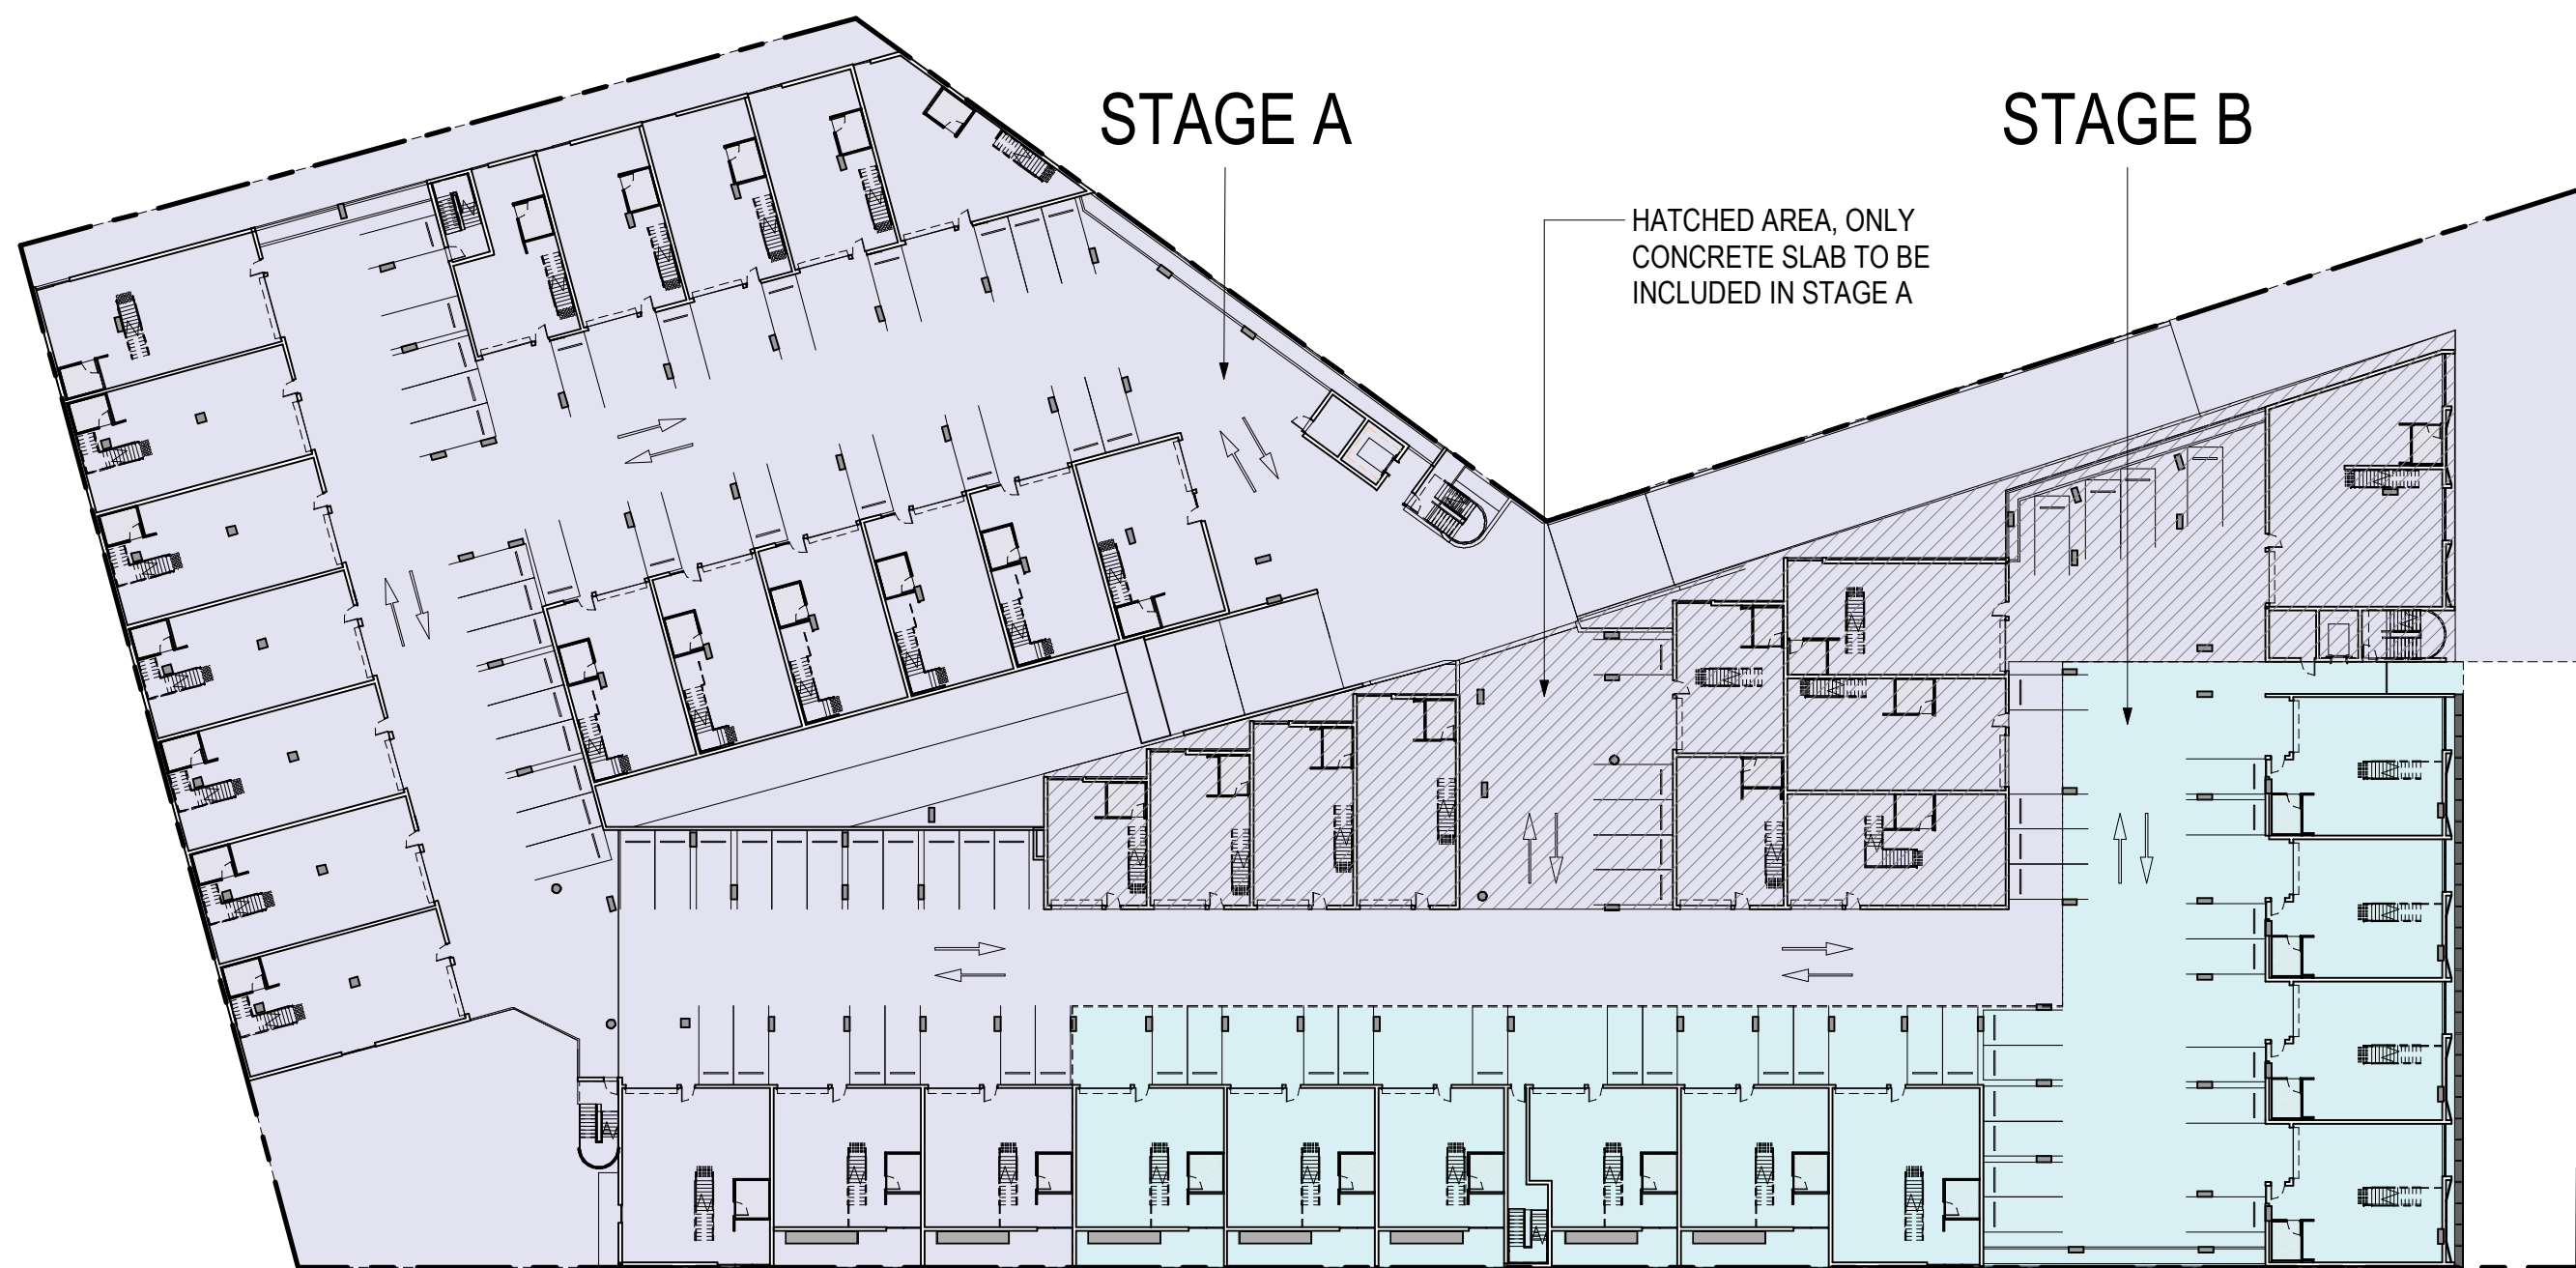 STAGE A
STAGE B
HATCHED AREA, ONLY
CONCRETE SLAB TO BE
INCLUDED IN STAGE A